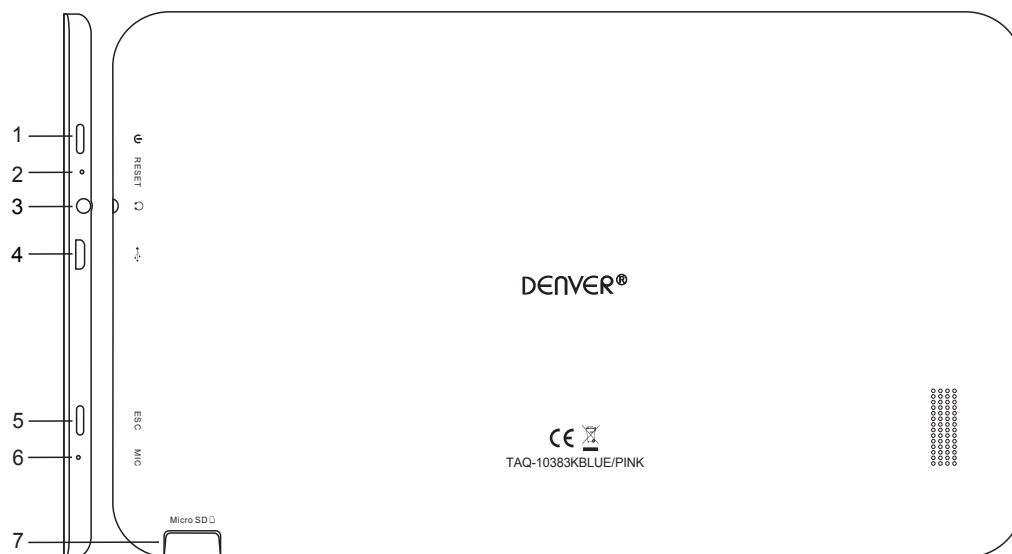 1
RESET
2
3
4
DENVER®
5
ESC
CE
6
MIC
TAQ-10383KBLUE/PINK
Micro SD
7